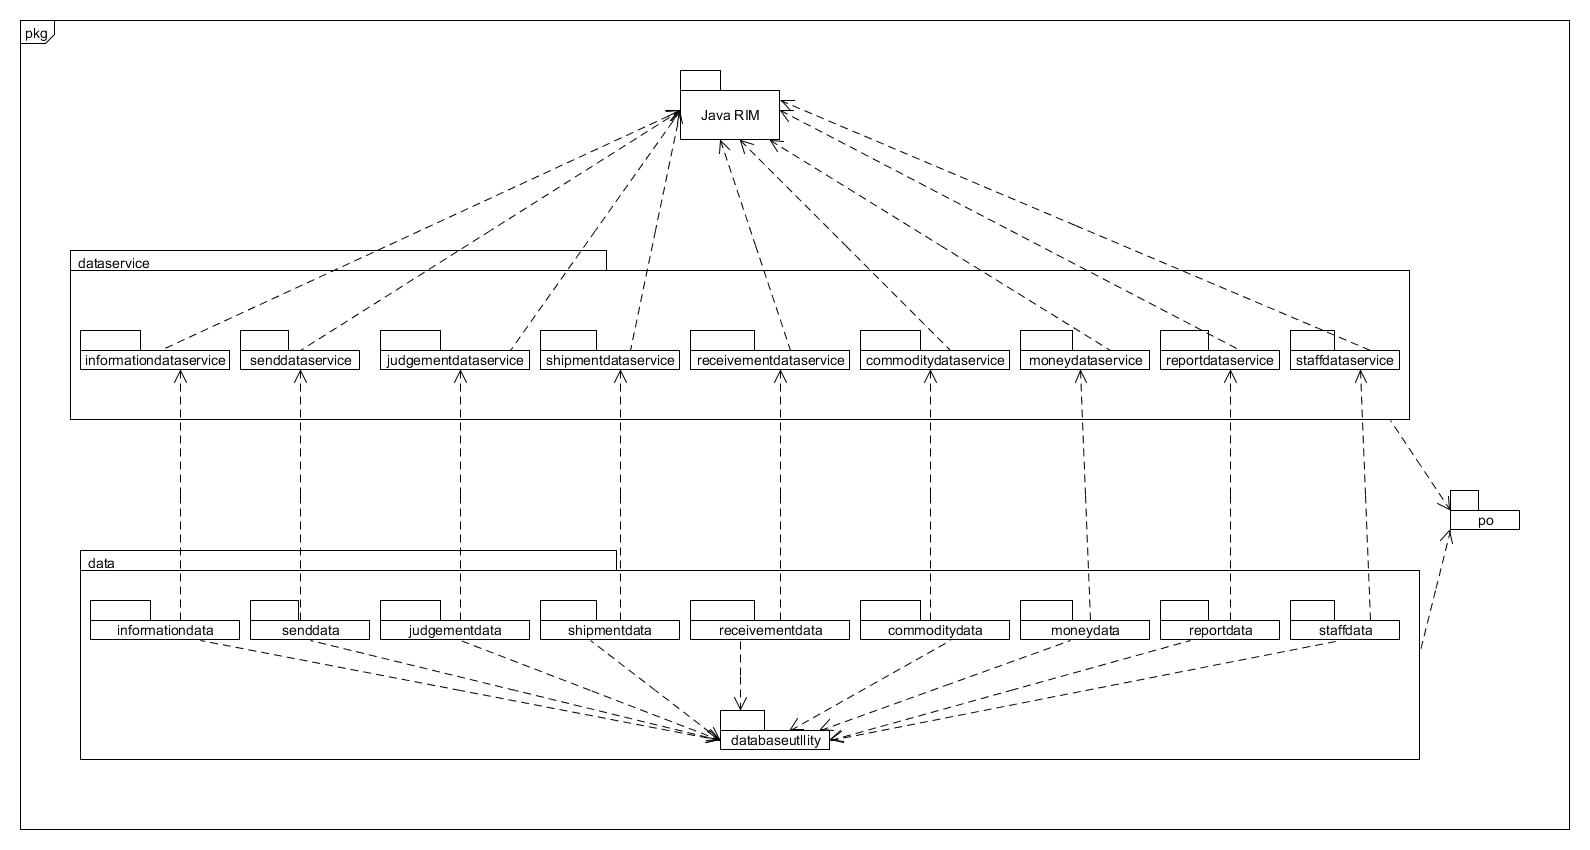 pkg
Java RIM
dataservice
informationdataservice
senddataservice
judgementdataservice
shipmentdataservice
receivementdataservice
commoditydataservice
moneydataservice
reportdataservice
staffdataservice
po
data
informationdata
senddata
judgementdata
shipmentdata
receivementdata
commoditydata
moneydata
reportdata
staffdata
databaseutllity